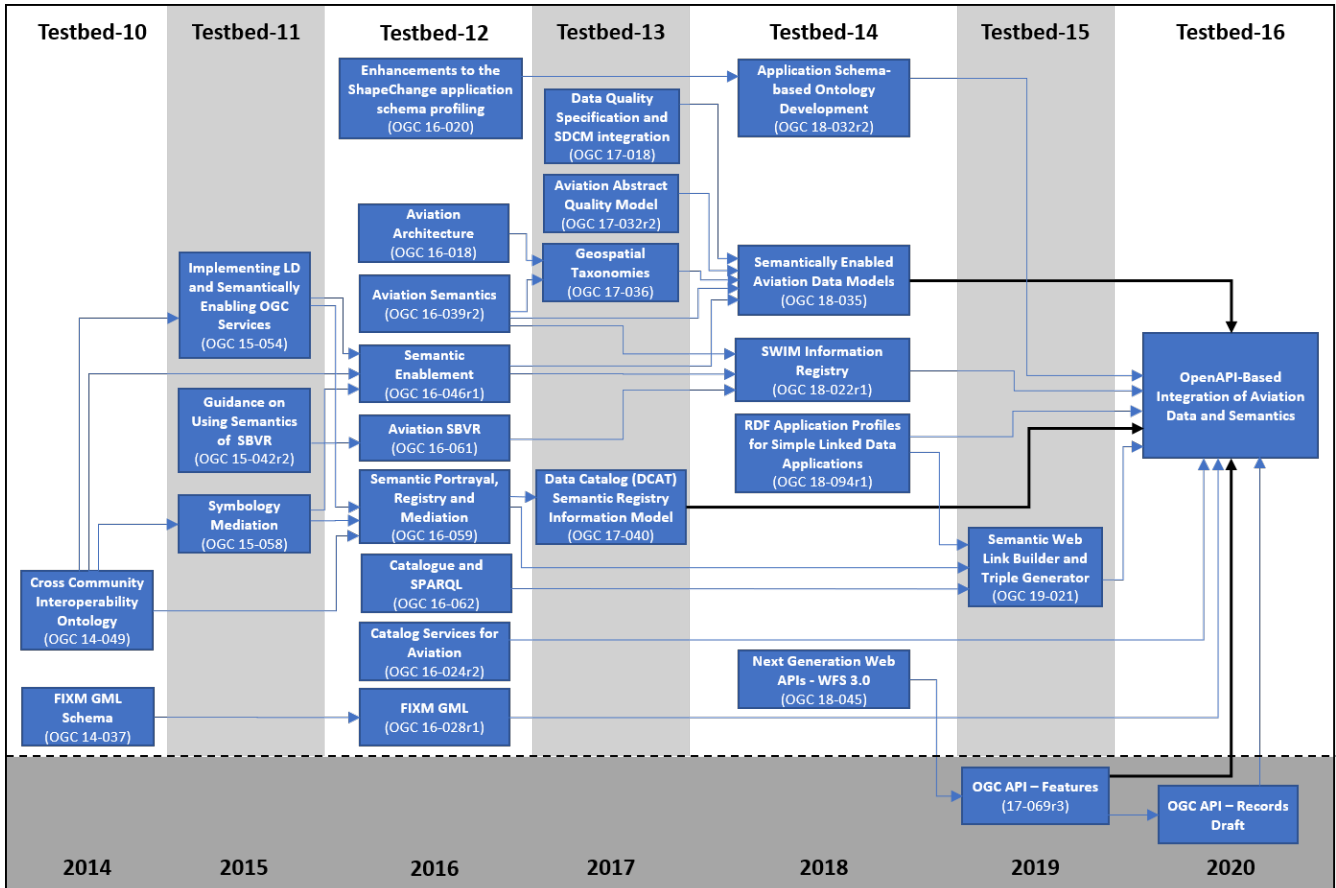 Testbed-10
Testbed-11
Testbed-12
Testbed-13
Testbed-14
Testbed-15
Testbed-16
Cross Community
Interoperability
Ontology
(OGC 14-049)
FIXM GML
Schema
(OGC 14-037)
Implementing LD
and Semantically
Enabling OGC
Services
(OGC 15-054)
Guidance on
Using Semantics
of SBVR
(OGC 15-042r2)
Symbology
Mediation
(OGC 15-058)
Enhancements to the
ShapeChange application
schema profiling
(OGC 16-020)
Aviation
Architecture
(OGC 16-018)
Aviation Semantics
(OGC 16-039r2)
Semantic
Enablement
(OGC 16-046r1)
Aviation SBVR
(OGC 16-061)
Semantic Portrayal,
Registry and
Mediation
(OGC 16-059)
Catalogue and
SPARQL
(OGC 16-062)
Catalog Services for
Aviation
(OGC 16-024r2)
FIXM GML
(OGC 16-028r1)
Data Quality
Specification and
SDCM integration
(OGC 17-018)
Aviation Abstract
Quality Model
(OGC 17-032r2)
Geospatial
Taxonomies
(OGC 17-036)
Data Catalog (DCAT)
Semantic Registry
Information Model
(OGC 17-040)
Application Schema-
based Ontology
Development
(OGC 18-032r2)
Semantically Enabled
Aviation Data Models
(OGC 18-035)
SWIM Information
Registry
(OGC 18-022r1)
RDF Application Profiles
for Simple Linked Data
Applications
(OGC 18-094r1)
Next Generation Web
APIs - WFS 3.0
(OGC 18-045)
Semantic Web
Link Builder and
Triple Generator
(OGC 19-021)
OGC API – Features
(17-069r3)
OpenAPI-Based
Integration of Aviation
Data and Semantics
OGC API – Records
Draft
2014
2015
2016
2017
2018
2019
2020